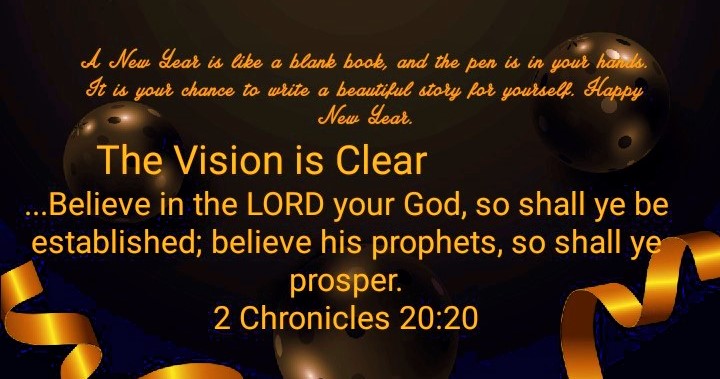 A New Year is like a blank book, and the pen is in your hands.
It is your chance to write a beautiful story for yourself. Happy
New Year.
The Vision is Clear
...Believe in the LORD your God, so shall ye be
established; believe his prophets, so shall ye
prosper.
2 Chronicles 20:20